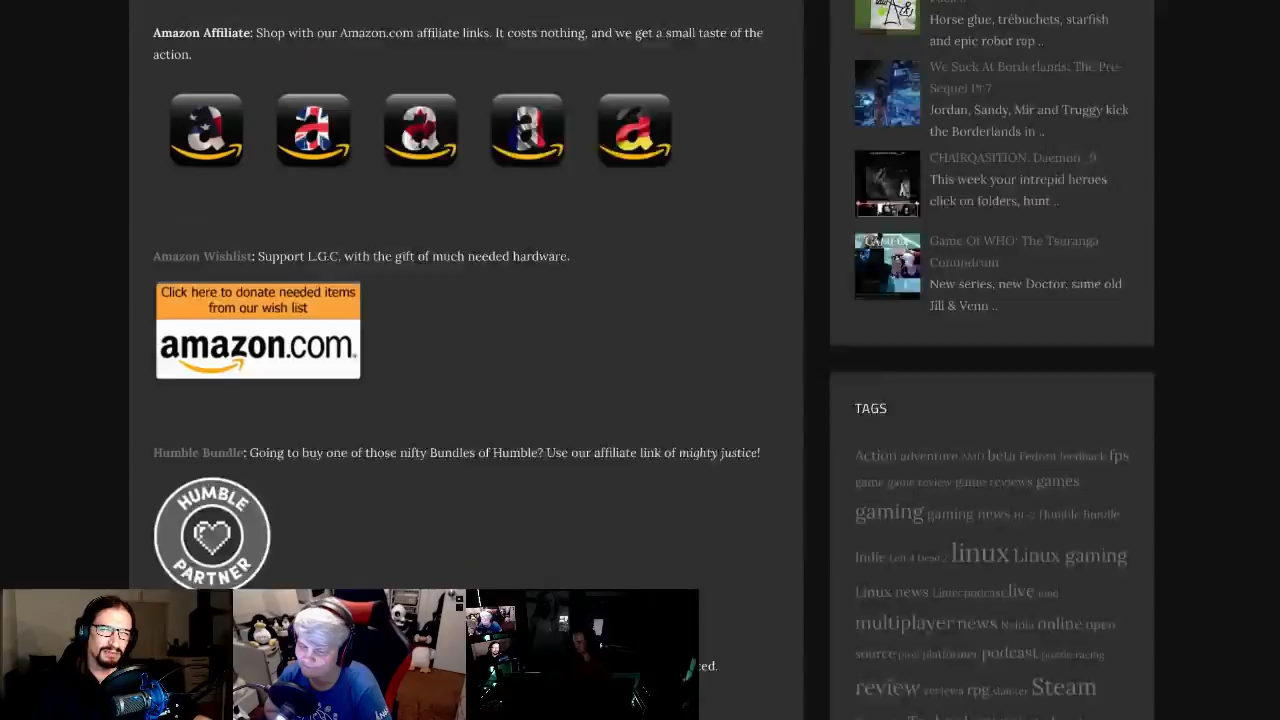 Amazon Affiliate: Shop with our Amazon.com affiliate links. It costs nothing, and we get a small taste of the
action.
Amazon Wishlist: Support L.G.C. with the gift of much needed hardware.
Click here to donate needed items
from our wish list
amazon.com
Humble Bundle: Going to buy one of those nifty Bundles of Humble? Use our affiliate link of mighty justice!
HUMBLE
PARTNER
Horse glue, trébuchets, starfish
and epic robot rap ..
We Suck At Borderlands: The Pre-
Sequel Pt 7
Jordan, Sandy, Mir and Truggy kick
the Borderlands in ..
CHAIRQASITION: Daemon _9
This week your intrepid heroes
click on folders, hunt ..
Game Of WHO: The Tsuranga
Conundrum
New series, new Doctor, same old
Jill & Venn ..
TAGS
Action adventure AMD beta Fedora feedback fps
game game review game reviews games
gaming gaming news HL-2 Humble Bundle
Indie Left 4 Dead 2 linux Linux gaming
Linux news Linux podcast live
multiplayer news Nvidia online open
source platformer podcast
review reviews rpg shooter Steam